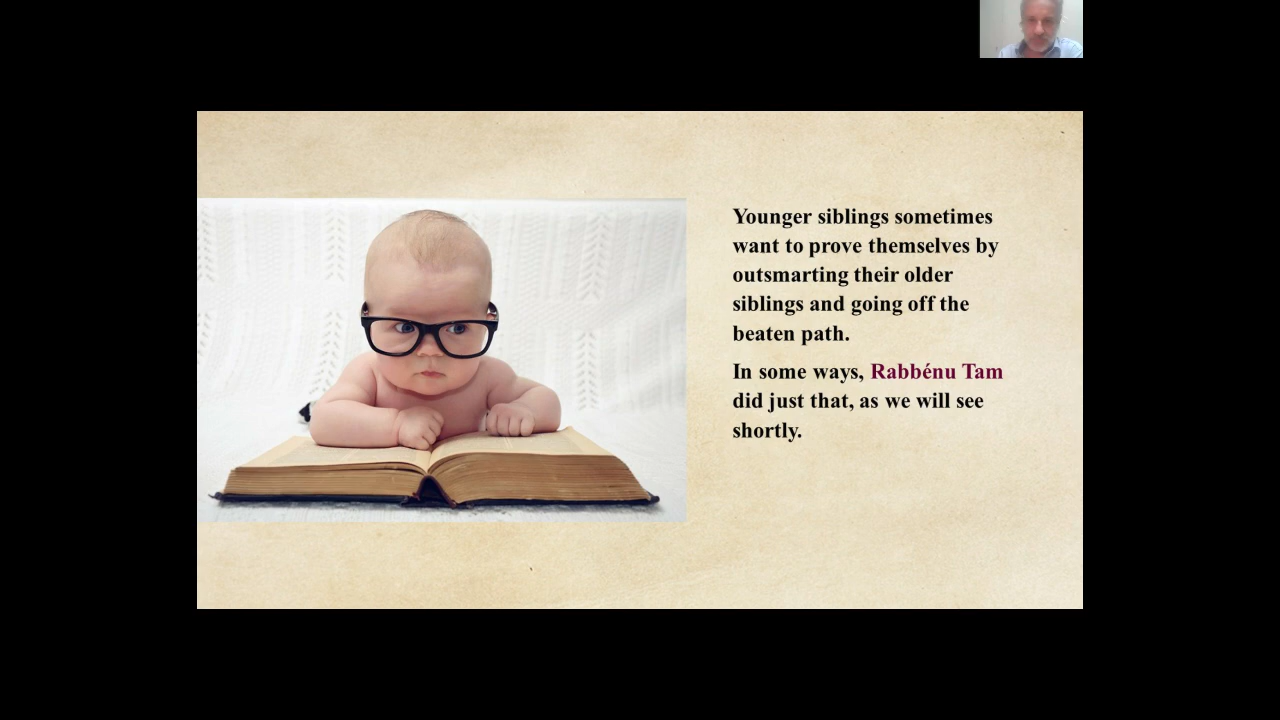 Younger siblings sometimes
want to prove themselves by
outsmarting their older
siblings and going off the
beaten path.
In some ways, Rabbénu Tam
did just that, as we will see
shortly.